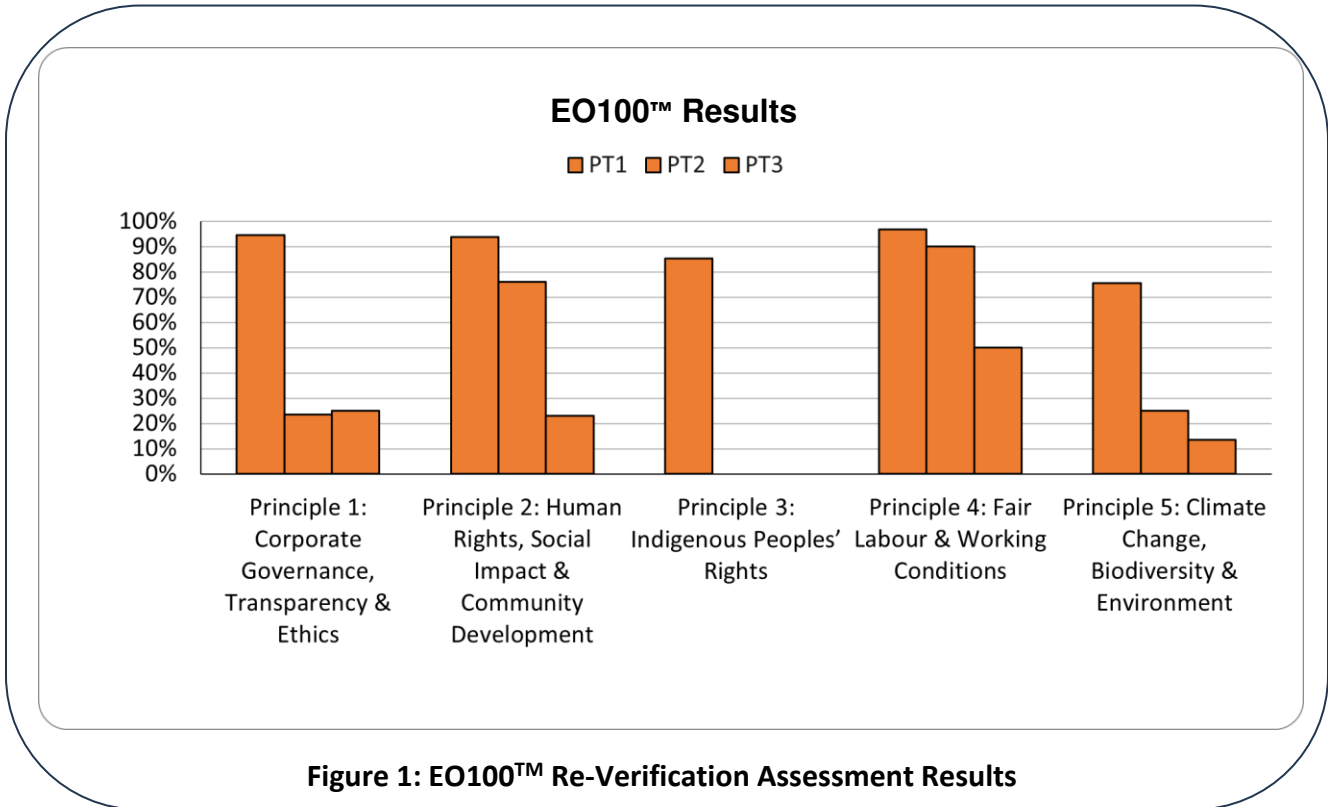 EO100™ Results
PT1 PT2 PT3
100%
90%
80%
70%
60%
50%
40%
30%
20%
10%
0%
Principle 1:
Corporate
Governance,
Transparency &
Ethics
Principle 2: Human
Rights, Social
Impact &
Community
Development
Principle 3:
Indigenous Peoples’
Rights
Principle 4: Fair
Labour & Working
Conditions
Principle 5: Climate
Change,
Biodiversity &
Environment
Figure 1: EO100TM Re-Verification Assessment Results